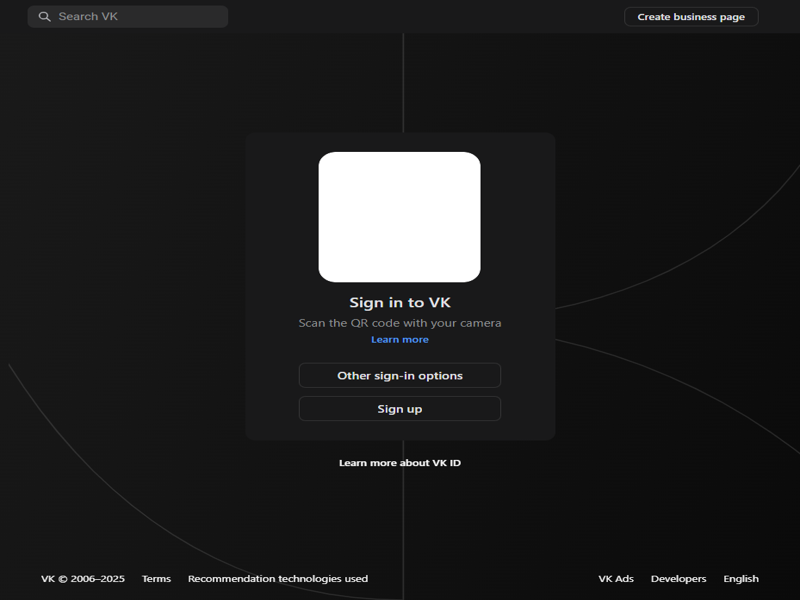 Search VK
Create business page
Sign in to VK
Scan the QR code with your camera
Learn more
Other sign-in options
Sign up
Learn more about VK ID
VK © 2006–2025 Terms Recommendation technologies used VK Ads Developers English